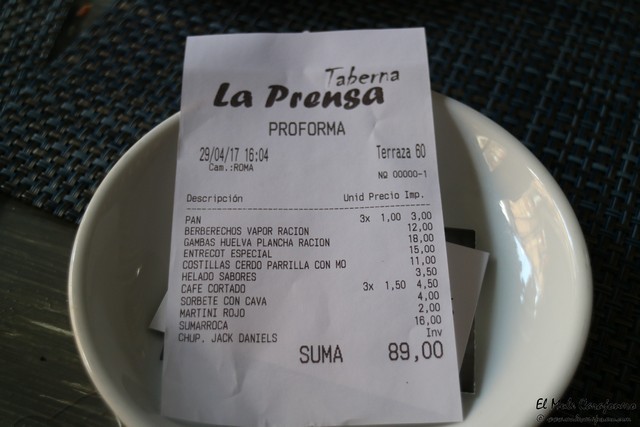 Taberna
La Prensa
PROFORMA
29/04/17 16:04 Terraza 60
Cam.:ROMA
NQ 00000-1
Descripción Unid Precio Imp.
PAN 3x 1,00 3,00
BERBERECHOS VAPOR RACION 12,00
GAMBAS HUELVA PLANCHA RACION 18,00
ENTRECOT ESPECIAL 15,00
COSTILLAS CERDO PARRILLA CON MO 11,00
HELADO SABORES 3,50
CAFE CORTADO 3x 1,50 4,50
SORBETE CON CAVA 4,00
MARTINI ROJO 2,00
SUMARROCA 16,00
CHUP. JACK DANIELS Inv
SUMA 89,00